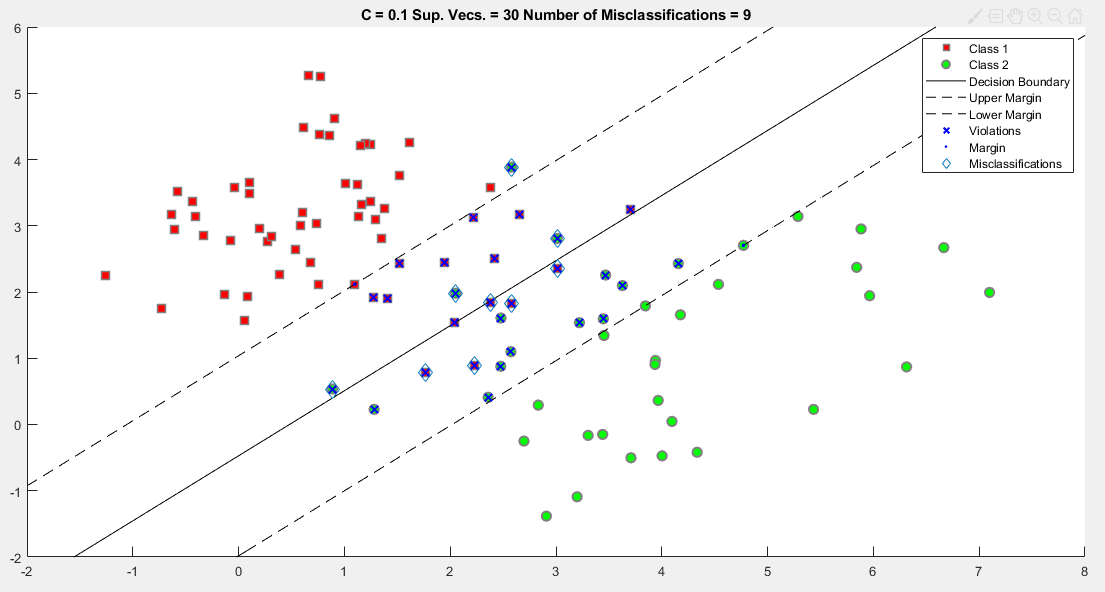 C = 0.1 Sup. Vecs. = 30 Number of Misclassifications = 9
6
5
4
3
2
1
0
-1
-2
-2 -1 0 1 2 3 4 5 6 7 8
Class 1
Class 2
Decision Boundary
Upper Margin
Lower Margin
Violations
Margin
Misclassifications